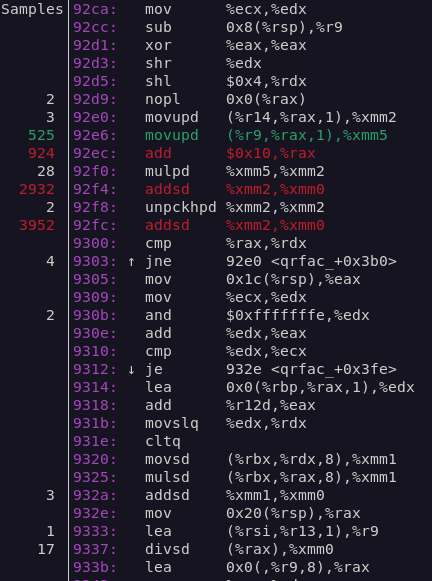 Samples 92ca: mov %ecx,%edx
92cc: sub 0x8(%rsp),%r9
92d1: xor %eax,%eax
92d3: shr %edx
92d5: shl $0x4,%rdx
2 92d9: nopl 0x0(%rax)
3 92e0: movupd (%r14,%rax,1),%xmm2
525 92e6: movupd (%r9,%rax,1),%xmm5
924 92ec: add $0x10,%rax
28 92f0: mulpd %xmm5,%xmm2
2932 92f4: addsd %xmm2,%xmm0
2 92f8: unpckhpd %xmm2,%xmm2
3952 92fc: addsd %xmm2,%xmm0
9300: cmp %rax,%rdx
4 9303: ↑ jne 92e0 <qrfac_+0x3b0>
9305: mov 0x1c(%rsp),%eax
9309: mov %ecx,%edx
2 930b: and $0xfffffffe,%edx
930e: add %edx,%eax
9310: cmp %edx,%ecx
9312: ↓ je 932e <qrfac_+0x3fe>
9314: lea 0x0(%rbp,%rax,1),%edx
9318: add %r12d,%eax
931b: movslq %edx,%rdx
931e: cltq
9320: movsd (%rbx,%rdx,8),%xmm1
9325: mulsd (%rbx,%rax,8),%xmm1
3 932a: addsd %xmm1,%xmm0
932e: mov 0x20(%rsp),%rax
1 9333: lea (%rsi,%r13,1),%r9
17 9337: divsd (%rax),%xmm0
933b: lea 0x0(,%r9,8),%rax